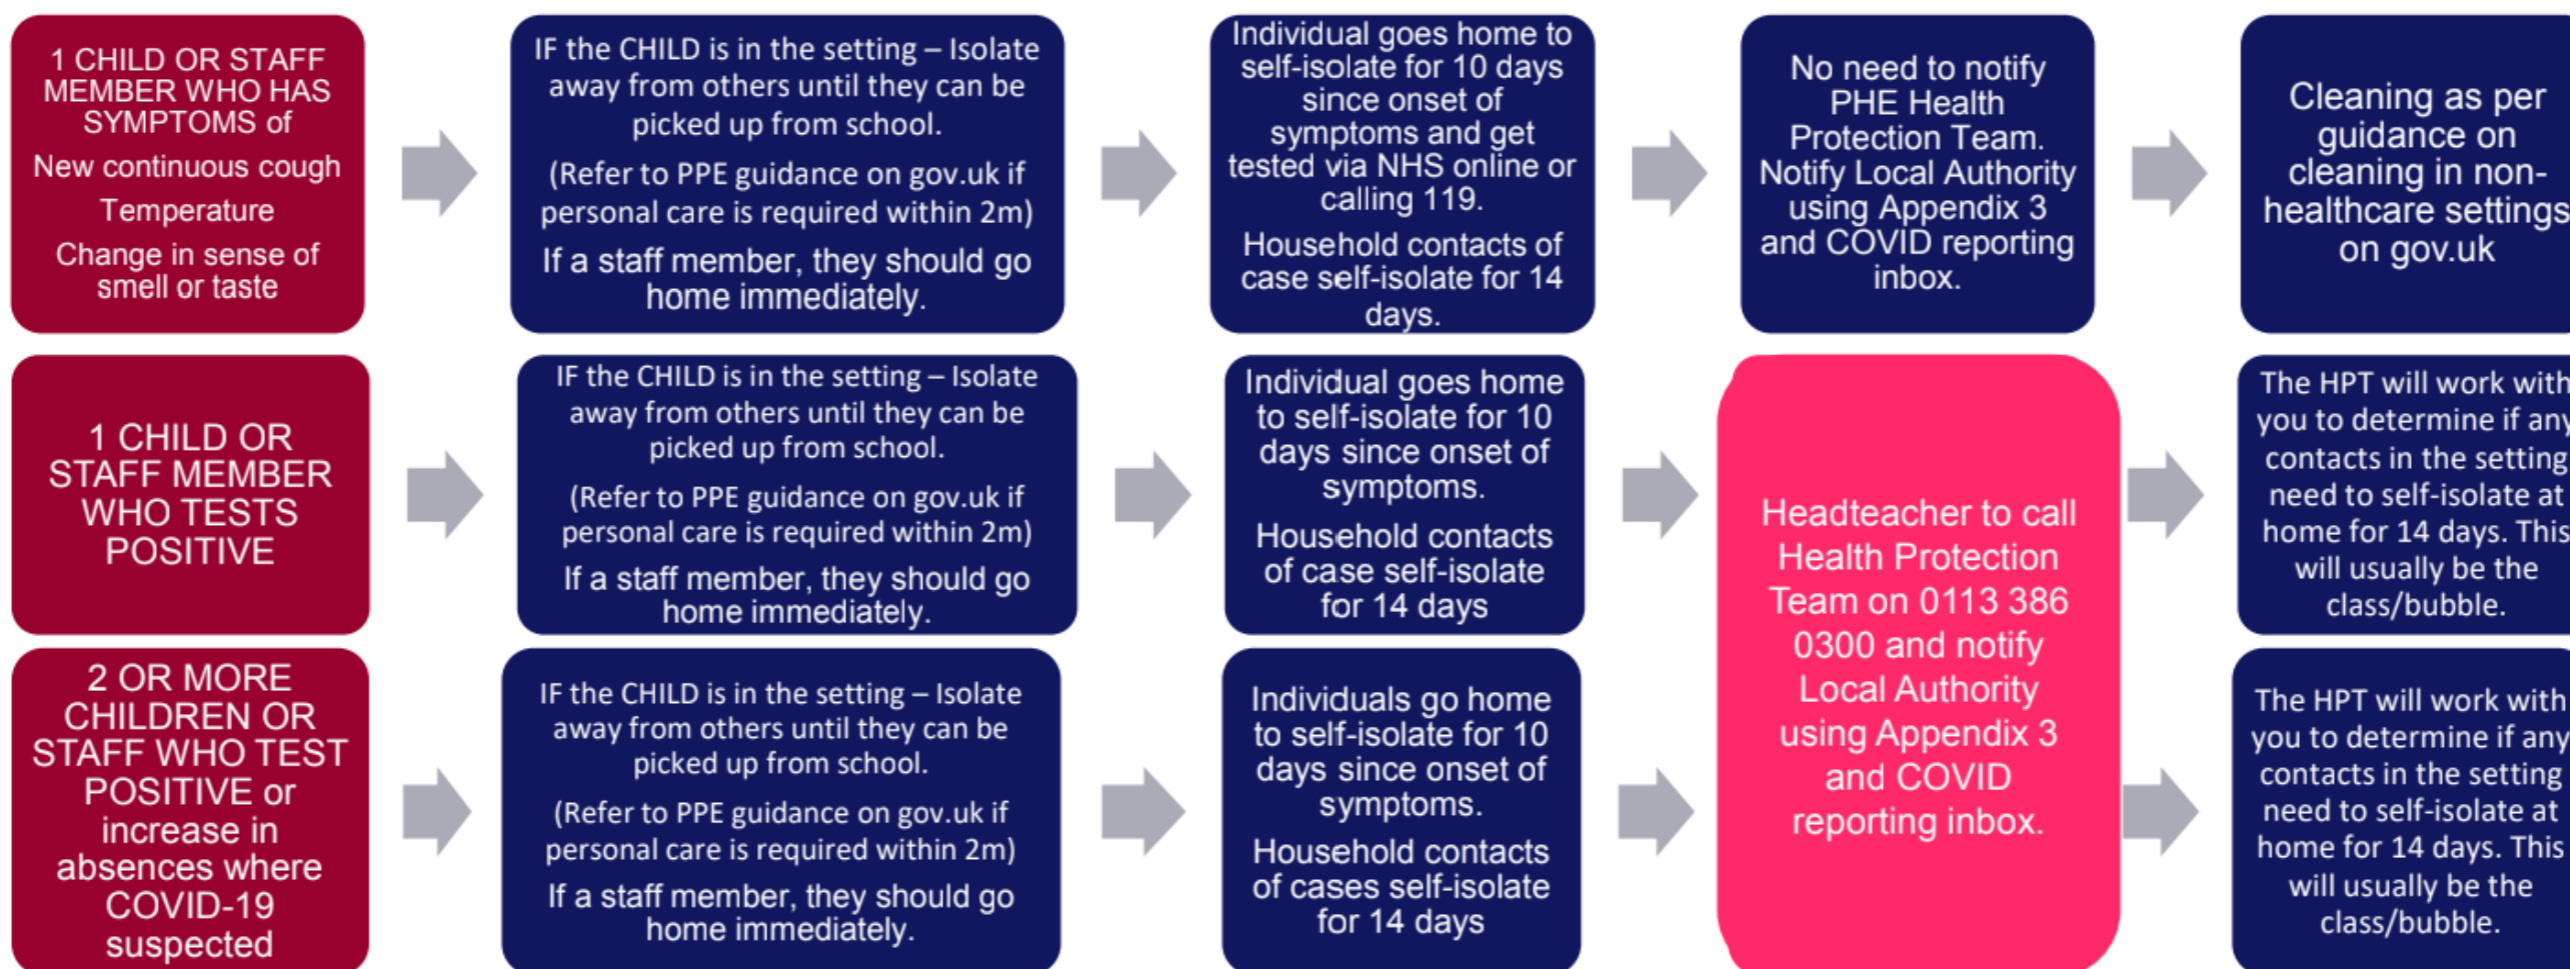 1 CHILD OR STAFF
MEMBER WHO HAS
SYMPTOMS of
New continuous cough
Temperature
Change in sense of
smell or taste
IF the CHILD is in the setting – Isolate
away from others until they can be
picked up from school.
(Refer to PPE guidance on gov.uk if
personal care is required within 2m)
If a staff member, they should go
home immediately.
Individual goes home to
self-isolate for 10 days
since onset of
symptoms and get
tested via NHS online or
calling 119.
Household contacts of
case self-isolate for 14
days.
No need to notify
PHE Health
Protection Team.
Notify Local Authority
using Appendix 3
and COVID reporting
inbox.
Cleaning as per
guidance on
cleaning in non-
healthcare settings
on gov.uk
1 CHILD OR
STAFF MEMBER
WHO TESTS
POSITIVE
IF the CHILD is in the setting – Isolate
away from others until they can be
picked up from school.
(Refer to PPE guidance on gov.uk if
personal care is required within 2m)
If a staff member, they should go
home immediately.
Individual goes home
to self-isolate for 10
days since onset of
symptoms.
Household contacts
of case self-isolate
for 14 days
Headteacher to call
Health Protection
Team on 0113 386
0300 and notify
Local Authority
using Appendix 3
and COVID
reporting inbox.
The HPT will work with
you to determine if any
contacts in the setting
need to self-isolate at
home for 14 days. This
will usually be the
class/bubble.
2 OR MORE
CHILDREN OR
STAFF WHO TEST
POSITIVE or
increase in
absences where
COVID-19
suspected
IF the CHILD is in the setting – Isolate
away from others until they can be
picked up from school.
(Refer to PPE guidance on gov.uk if
personal care is required within 2m)
If a staff member, they should go
home immediately.
Individuals go home
to self-isolate for 10
days since onset of
symptoms.
Household contacts
of cases self-isolate
for 14 days
The HPT will work with
you to determine if any
contacts in the setting
need to self-isolate at
home for 14 days. This
will usually be the
class/bubble.